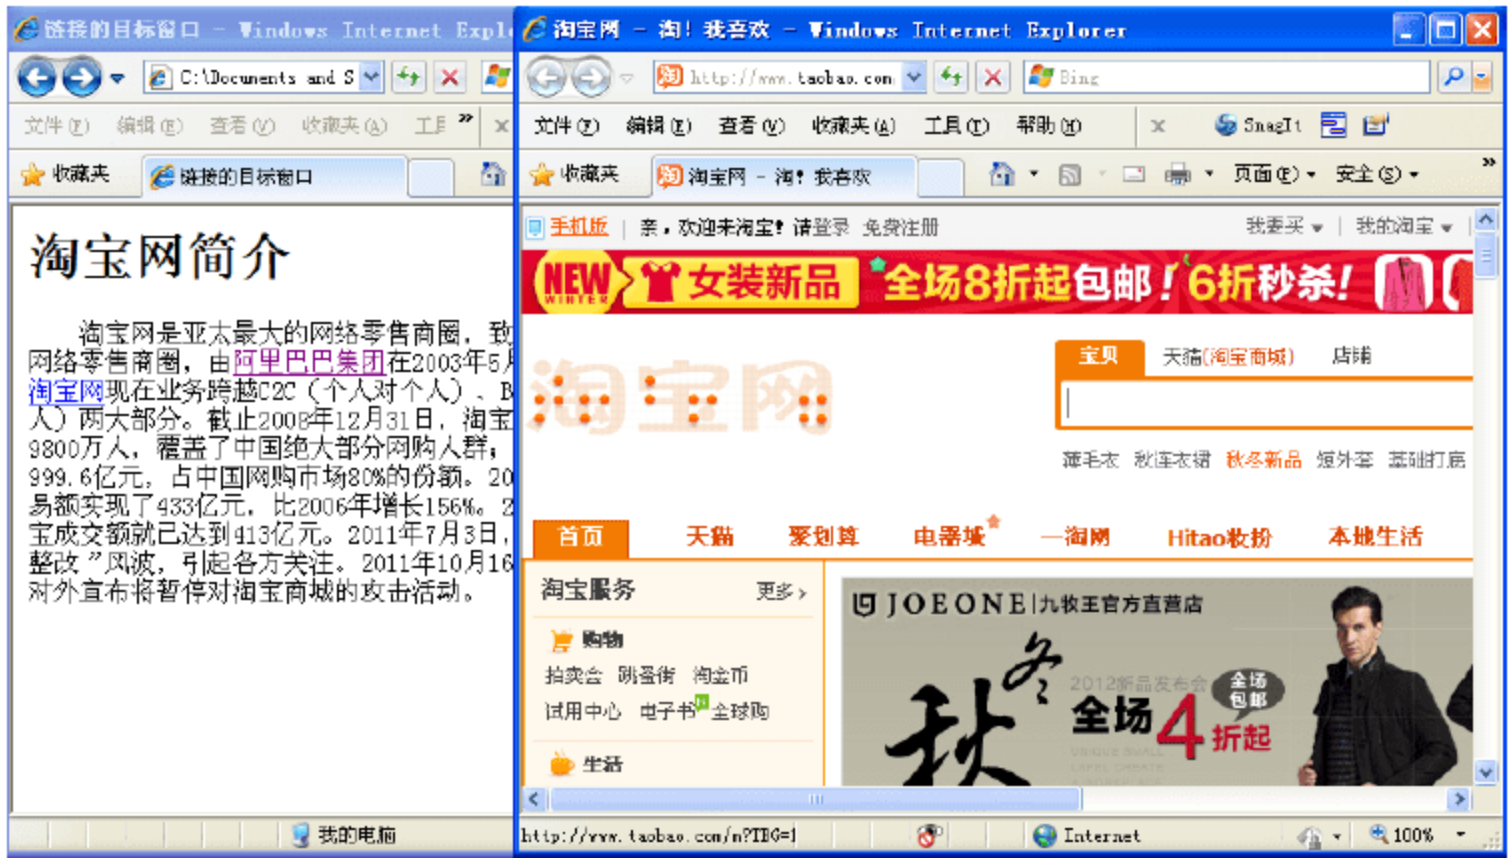 链接的目标窗口 - Windows Internet Expl
C:\Documents and S
文件(F) 编辑(E) 查看(V) 收藏夹(A) 工具 »
收藏夹 链接的目标窗口
淘宝网简介
淘宝网是亚太最大的网络零售商圈，致
网络零售商圈，由阿里巴巴集团在2003年5月
淘宝网现在业务跨越C2C（个人对个人）、B
人）两大部分。截止2008年12月31日，淘宝
9800万人，覆盖了中国绝大部分网购人群；
999.6亿元，占中国网购市场80%的份额。20
易额实现了433亿元，比2006年增长156%。2
宝成交额就已达到413亿元。2011年7月3日，
整改”风波，引起各方关注。2011年10月16
对外宣布将暂停对淘宝商城的攻击活动。
我的电脑
淘宝网 - 淘！我喜欢 - Windows Internet Explorer
http://www.taobao.com
Bing
文件(F) 编辑(E) 查看(V) 收藏夹(A) 工具(T) 帮助(H) SnagIt
收藏夹 淘宝网 - 淘！我喜欢 页面(P) 安全(S) »
手机版 | 亲，欢迎来淘宝！请登录 免费注册 我要买 | 我的淘宝
NEW WINTER 女装新品 全场8折起包邮！6折秒杀！
淘宝网
宝贝 天猫(淘宝商城) 店铺
薄毛衣 秋连衣裙 秋冬新品 短外套 基础打底
首页 天猫 聚划算 电器城 一淘网 Hitao妆扮 本地生活
淘宝服务 更多 ›
购物
拍卖会 跳蚤街 淘金币
试用中心 电子书 全球购
生活
JOEONE|九牧王官方直营店
秋冬
2012新品发布会
全场4折起
全场
包邮
http://www.taobao.com/m?TBG=1 Internet 100%